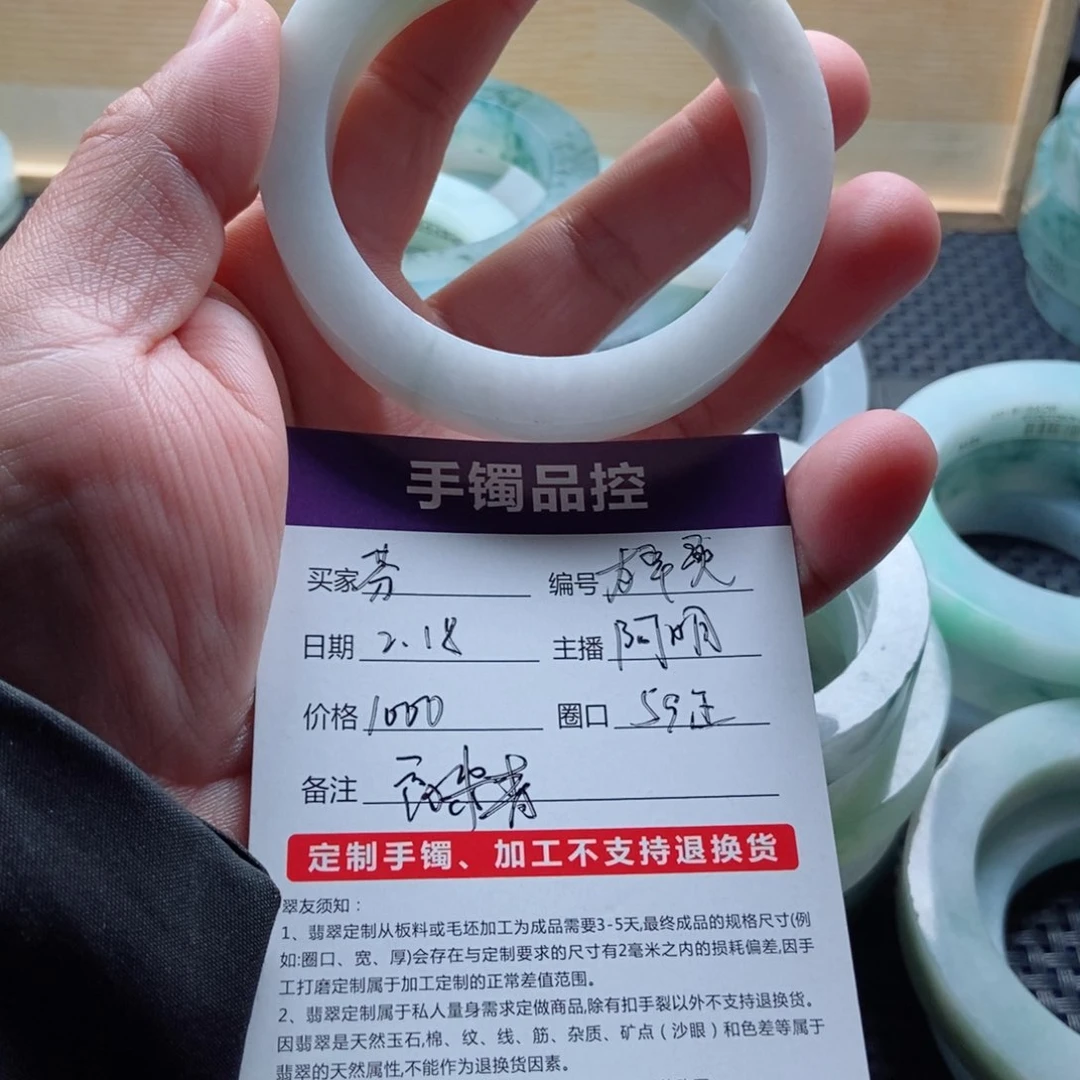 手镯品控
买家 芬 编号
日期 2.18 主播 阿明
价格 1000 圈口 59正
备注
定制手镯、加工不支持退换货
翠友须知：
1、翡翠定制从板料或毛坯加工为成品需要3-5天,最终成品的规格尺寸(例
如:圈口、宽、厚)会存在与定制要求的尺寸有2毫米之内的损耗偏差,因手
工打磨定制属于加工定制的正常差值范围。
2、翡翠定制属于私人量身需求定做商品,除有扣手裂以外不支持退换货。
因翡翠是天然玉石,棉、纹、线、筋、杂质、矿点（沙眼）和色差等属于
翡翠的天然属性,不能作为退换货因素。